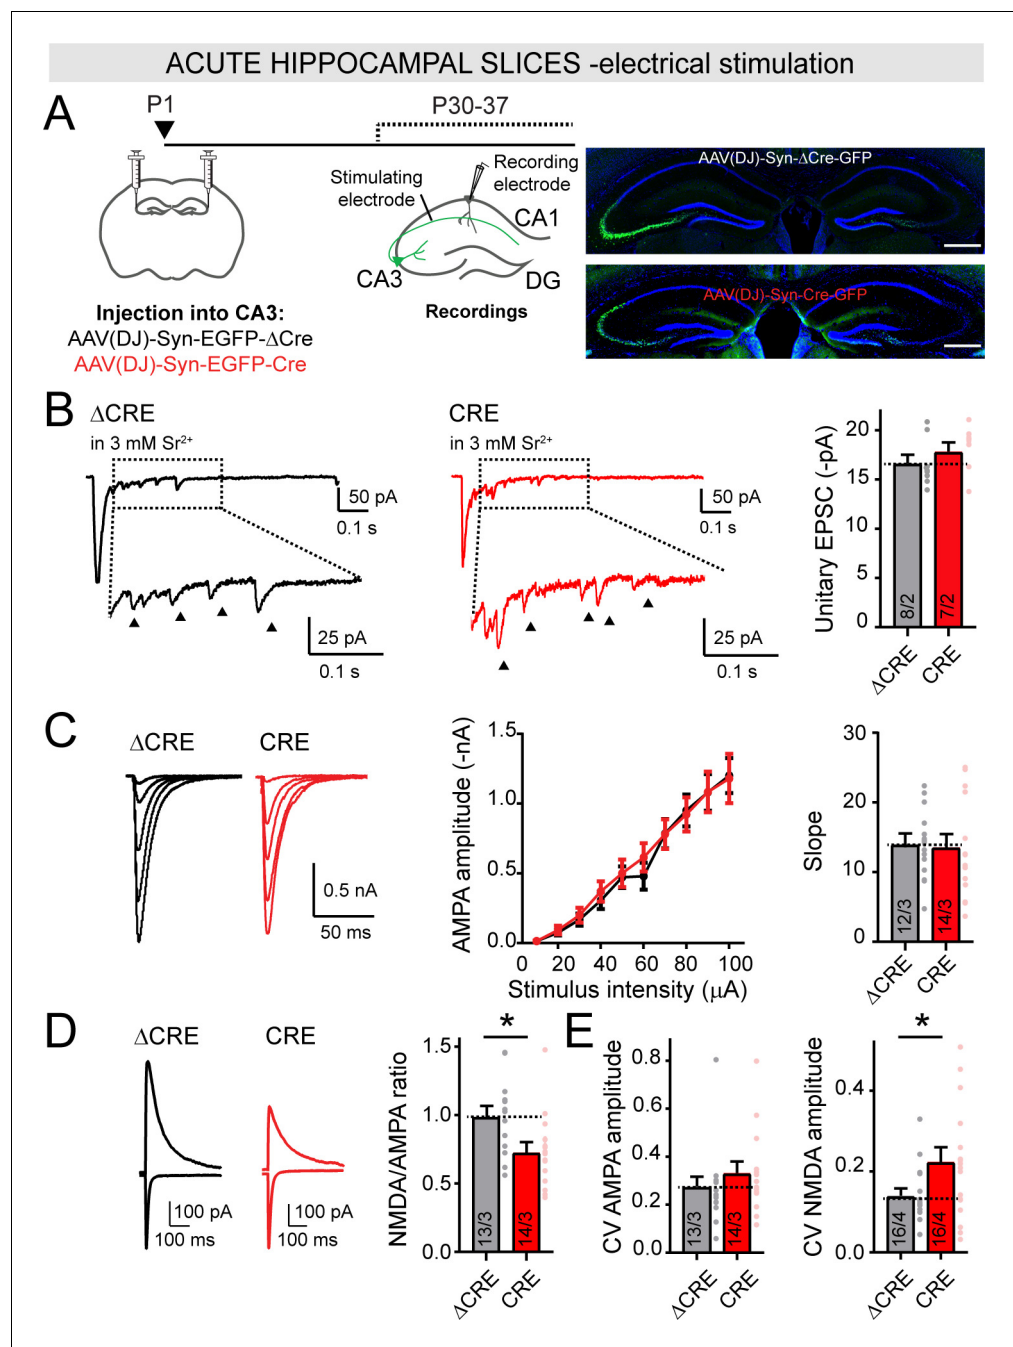 ACUTE HIPPOCAMPAL SLICES -electrical stimulation
A
P1
P30-37
Stimulating
electrode
Recording
electrode
CA1
CA3
DG
Injection into CA3:
AAV(DJ)-Syn-EGFP-ΔCre
AAV(DJ)-Syn-EGFP-Cre
Recordings
AAV(DJ)-Syn-ΔCre-GFP
AAV(DJ)-Syn-Cre-GFP
B
ΔCRE
in 3 mM Sr²⁺
50 pA
0.1 s
25 pA
0.1 s
CRE
in 3 mM Sr²⁺
50 pA
0.1 s
25 pA
0.1 s
Unitary EPSC (-pA)
20
15
10
5
0
8/2
7/2
ΔCRE
CRE
C
ΔCRE
CRE
0.5 nA
50 ms
AMPA amplitude (-nA)
1.5
1.0
0.5
0.0
0 20 40 60 80 100
Stimulus intensity (μA)
Slope
30
20
10
0
12/3
14/3
ΔCRE
CRE
D
ΔCRE
CRE
100 pA
100 ms
100 pA
100 ms
NMDA/AMPA ratio
1.5
1.0
0.5
0.0
*
13/3
14/3
ΔCRE
CRE
E
CV AMPA amplitude
0.8
0.6
0.4
0.2
0.0
13/3
14/3
ΔCRE
CRE
CV NMDA amplitude
0.4
0.2
0.0
*
16/4
16/4
ΔCRE
CRE